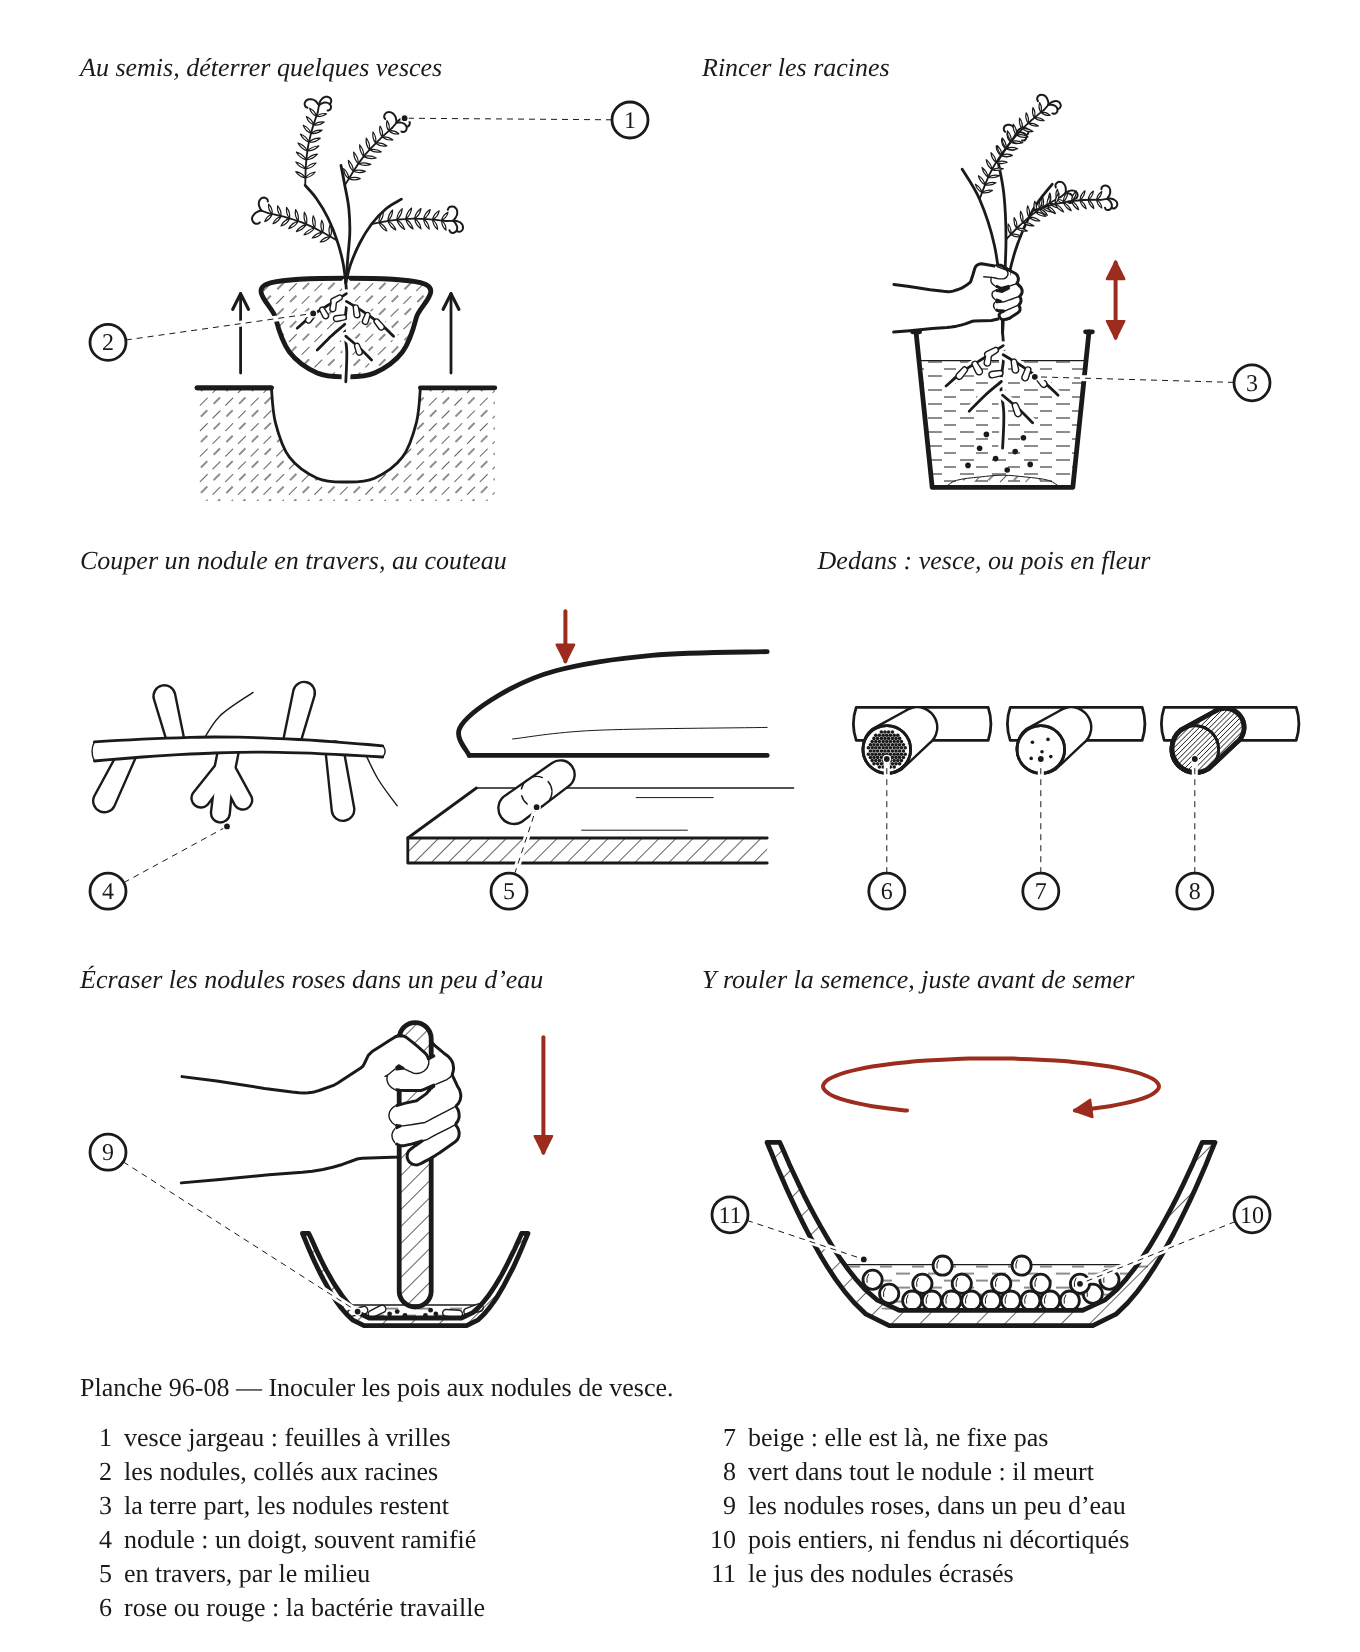 Au semis, déterrer quelques vesces
Rincer les racines
1
2
3
Couper un nodule en travers, au couteau
Dedans : vesce, ou pois en fleur
4
5
6
7
8
Écraser les nodules roses dans un peu d’eau
Y rouler la semence, juste avant de semer
9
11
10
Planche 96-08 — Inoculer les pois aux nodules de vesce.
1 vesce jargeau : feuilles à vrilles
2 les nodules, collés aux racines
3 la terre part, les nodules restent
4 nodule : un doigt, souvent ramifié
5 en travers, par le milieu
6 rose ou rouge : la bactérie travaille
7 beige : elle est là, ne fixe pas
8 vert dans tout le nodule : il meurt
9 les nodules roses, dans un peu d’eau
10 pois entiers, ni fendus ni décortiqués
11 le jus des nodules écrasés